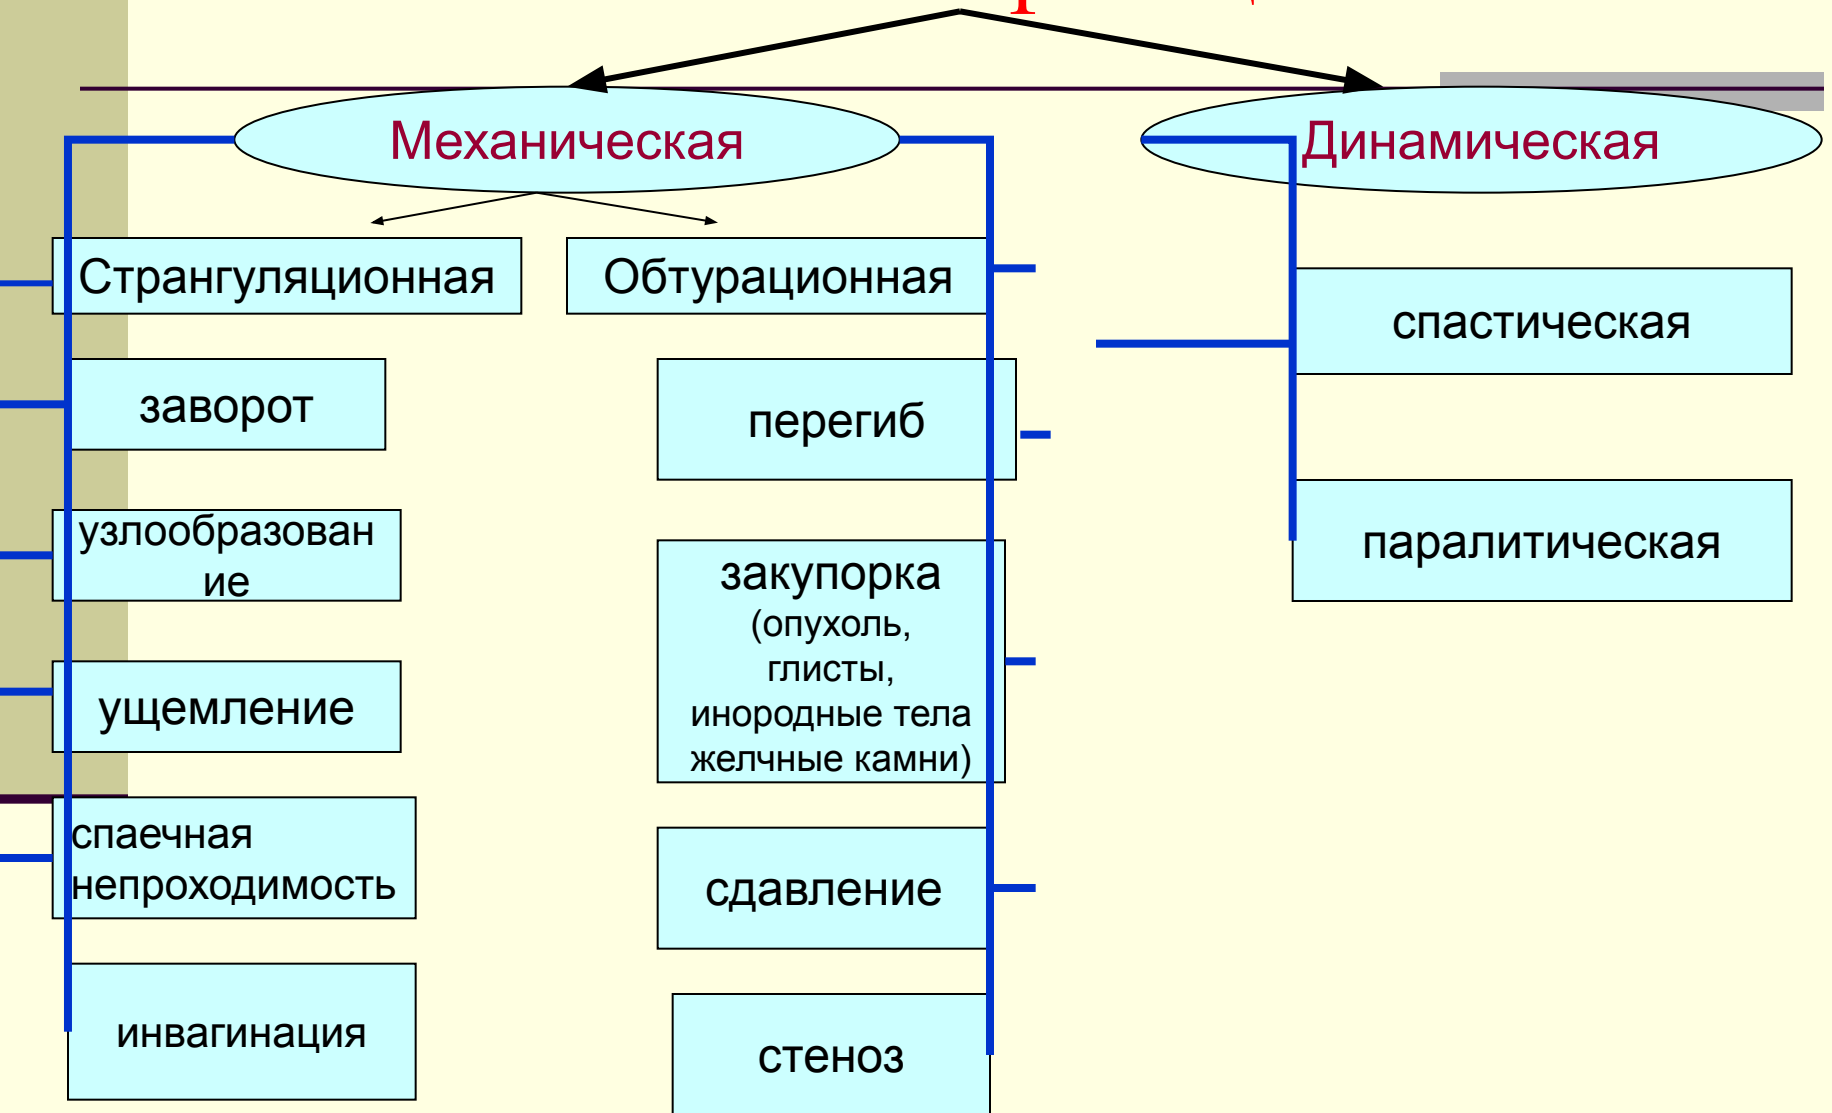 Механическая
Динамическая
Странгуляционная
Обтурационная
спастическая
заворот
перегиб
узлообразован
ие
закупорка
(опухоль,
глисты,
инородные тела
желчные камни)
паралитическая
ущемление
спаечная
непроходимость
сдавление
инвагинация
стеноз